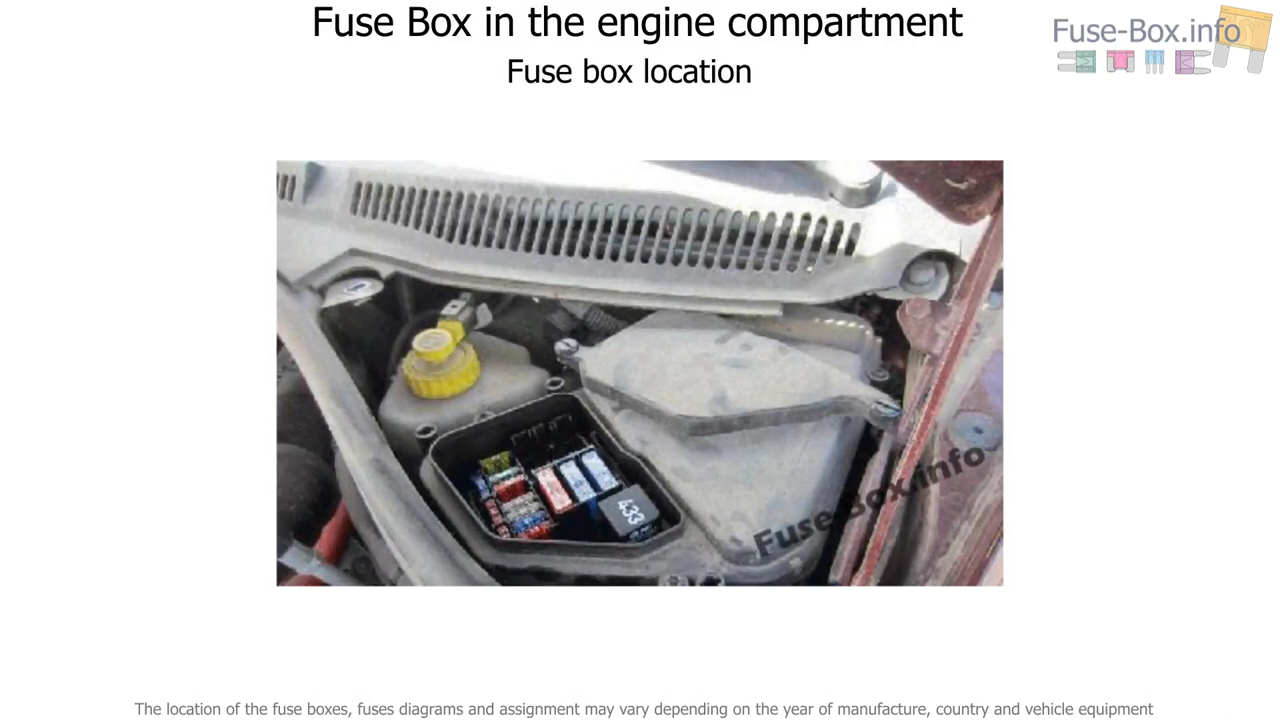 Fuse Box in the engine compartment
Fuse-Box.info
Fuse box location
433
Fuse-Box.info
The location of the fuse boxes, fuses diagrams and assignment may vary depending on the year of manufacture, country and vehicle equipment